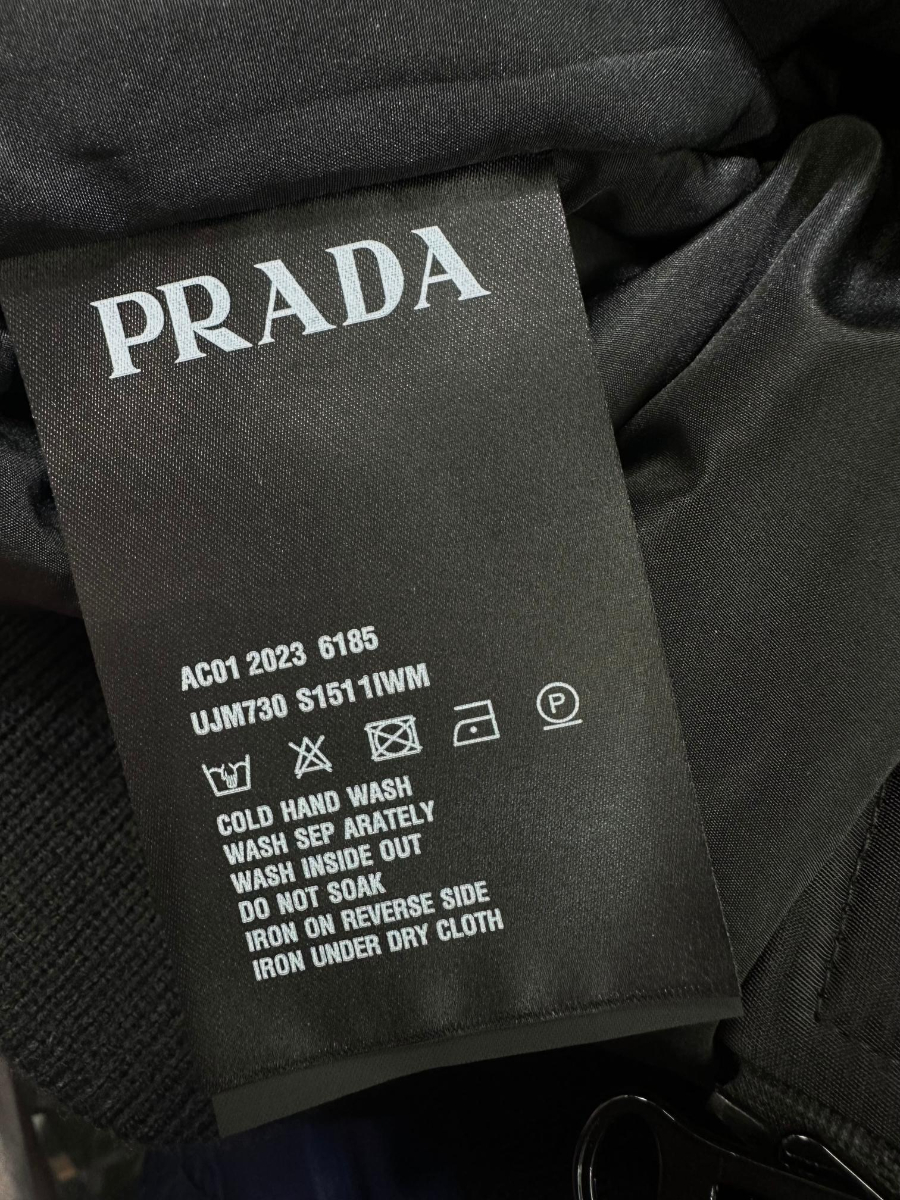 PRADA
AC01 2023 6185
UJM730 S1511IWM
P
COLD HAND WASH
WASH SEP ARATELY
WASH INSIDE OUT
DO NOT SOAK
IRON ON REVERSE SIDE
IRON UNDER DRY CLOTH